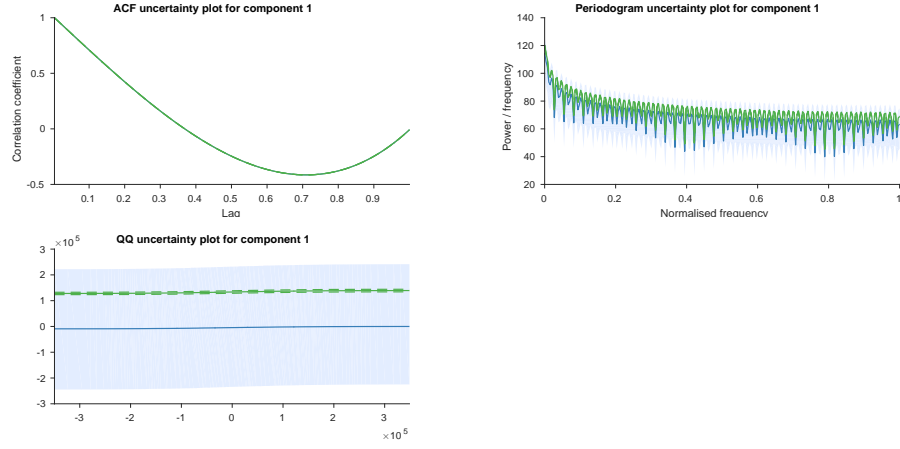 ACF uncertainty plot for component 1
1
0.5
0
-0.5
Correlation coefficient
0.1 0.2 0.3 0.4 0.5 0.6 0.7 0.8 0.9
Lag
Periodogram uncertainty plot for component 1
140
120
100
80
60
40
20
Power / frequency
0 0.2 0.4 0.6 0.8 1
Normalised frequency
QQ uncertainty plot for component 1
×10 5
3
2
1
0
-1
-2
-3
-3 -2 -1 0 1 2 3
×10 5